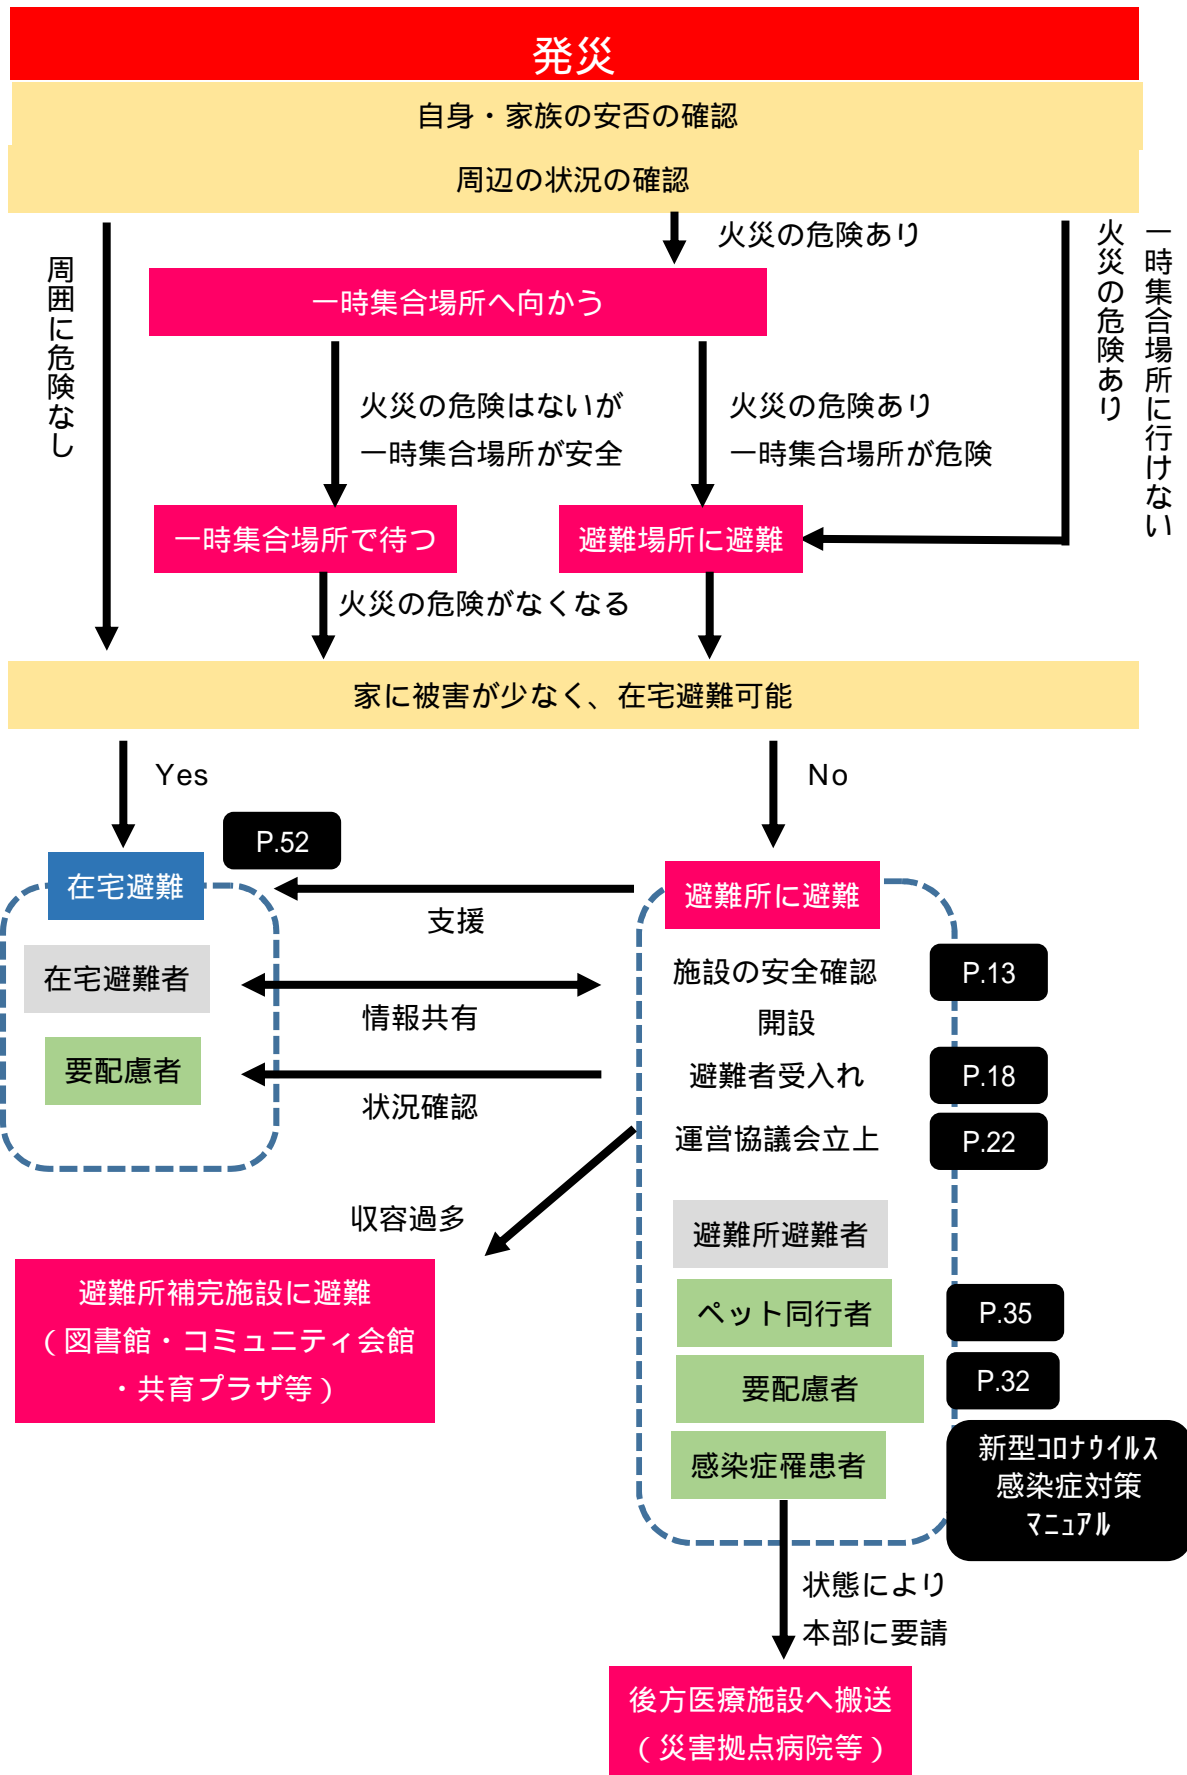 発災
自身・家族の安否の確認
周辺の状況の確認
火災の危険あり
周囲に危険なし
一時集合場所に行けない
火災の危険あり
一時集合場所へ向かう
火災の危険はないが
一時集合場所が安全
火災の危険あり
一時集合場所が危険
一時集合場所で待つ
避難場所に避難
火災の危険がなくなる
家に被害が少なく、在宅避難可能
Yes
No
P.52
在宅避難
避難所に避難
支援
在宅避難者
施設の安全確認
P.13
情報共有
開設
要配慮者
避難者受入れ
P.18
状況確認
運営協議会立上
P.22
収容過多
避難所避難者
避難所補完施設に避難
（図書館・コミュニティ会館
・共育プラザ等）
ペット同行者
P.35
要配慮者
P.32
感染症罹患者
新型ｺﾛﾅｳｲﾙｽ
感染症対策
ﾏﾆｭｱﾙ
状態により
本部に要請
後方医療施設へ搬送
（災害拠点病院等）